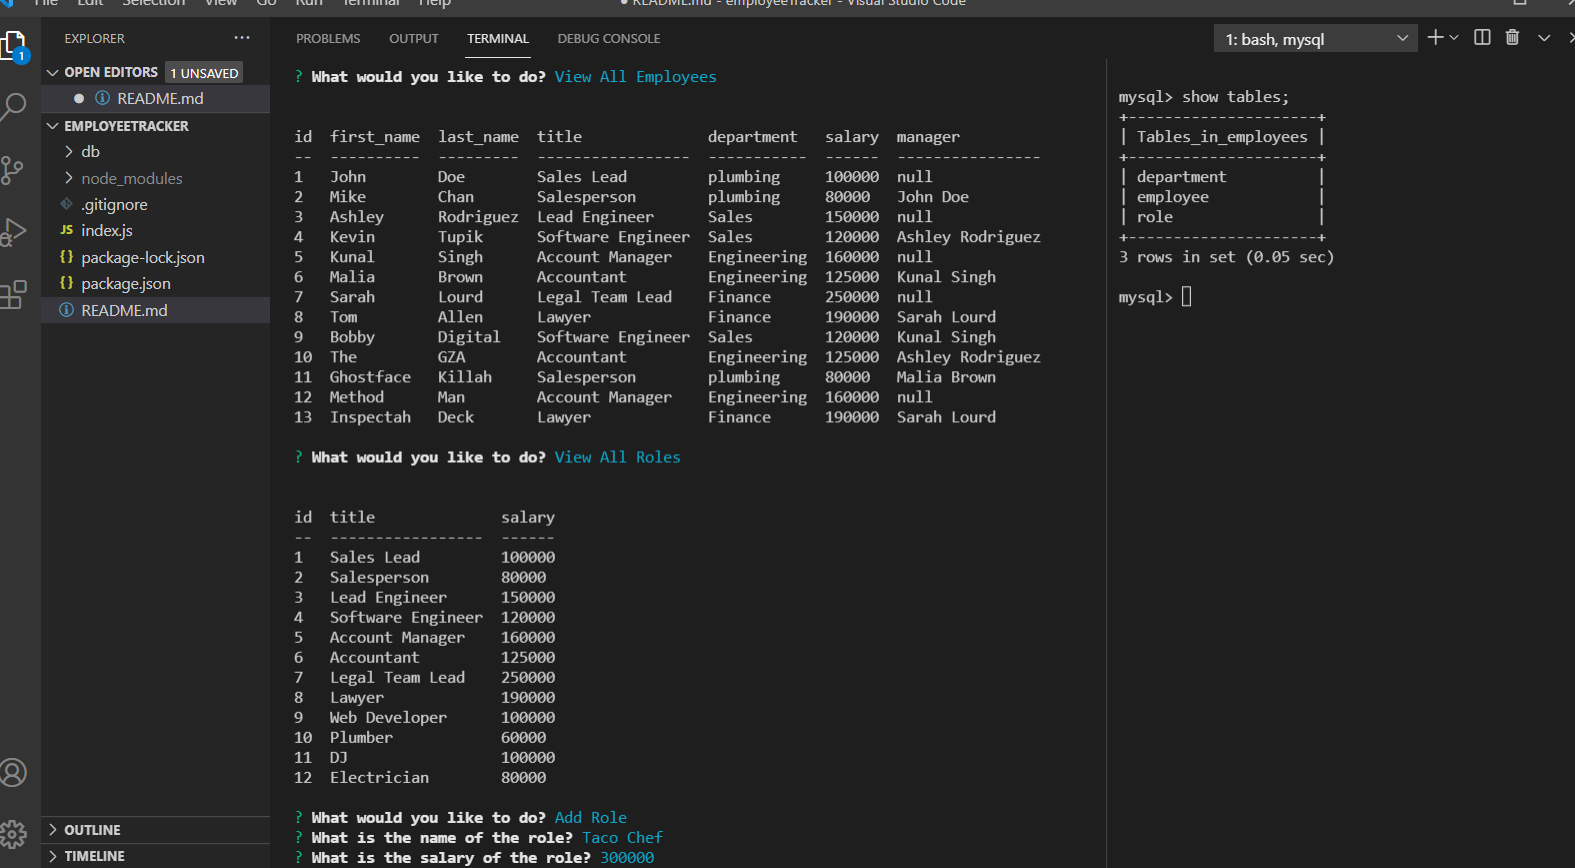 File Edit Selection View Go Run Terminal Help
● README.md - employeeTracker - Visual Studio Code
EXPLORER ···
OPEN EDITORS 1 UNSAVED
● README.md
EMPLOYEETRACKER
db
node_modules
.gitignore
JS index.js
{} package-lock.json
{} package.json
README.md
OUTLINE
TIMELINE
1
PROBLEMS OUTPUT TERMINAL DEBUG CONSOLE
1: bash, mysql
? What would you like to do? View All Employees
id first_name last_name title department salary manager
-- ---------- --------- ----------------- ----------- ------ ----------------
1 John Doe Sales Lead plumbing 100000 null
2 Mike Chan Salesperson plumbing 80000 John Doe
3 Ashley Rodriguez Lead Engineer Sales 150000 null
4 Kevin Tupik Software Engineer Sales 120000 Ashley Rodriguez
5 Kunal Singh Account Manager Engineering 160000 null
6 Malia Brown Accountant Engineering 125000 Kunal Singh
7 Sarah Lourd Legal Team Lead Finance 250000 null
8 Tom Allen Lawyer Finance 190000 Sarah Lourd
9 Bobby Digital Software Engineer Sales 120000 Kunal Singh
10 The GZA Accountant Engineering 125000 Ashley Rodriguez
11 Ghostface Killah Salesperson plumbing 80000 Malia Brown
12 Method Man Account Manager Engineering 160000 null
13 Inspectah Deck Lawyer Finance 190000 Sarah Lourd
? What would you like to do? View All Roles
id title salary
-- ----------------- ------
1 Sales Lead 100000
2 Salesperson 80000
3 Lead Engineer 150000
4 Software Engineer 120000
5 Account Manager 160000
6 Accountant 125000
7 Legal Team Lead 250000
8 Lawyer 190000
9 Web Developer 100000
10 Plumber 60000
11 DJ 100000
12 Electrician 80000
? What would you like to do? Add Role
? What is the name of the role? Taco Chef
? What is the salary of the role? 300000
mysql> show tables;
+---------------------+
| Tables_in_employees |
+---------------------+
| department |
| employee |
| role |
+---------------------+
3 rows in set (0.05 sec)
mysql>